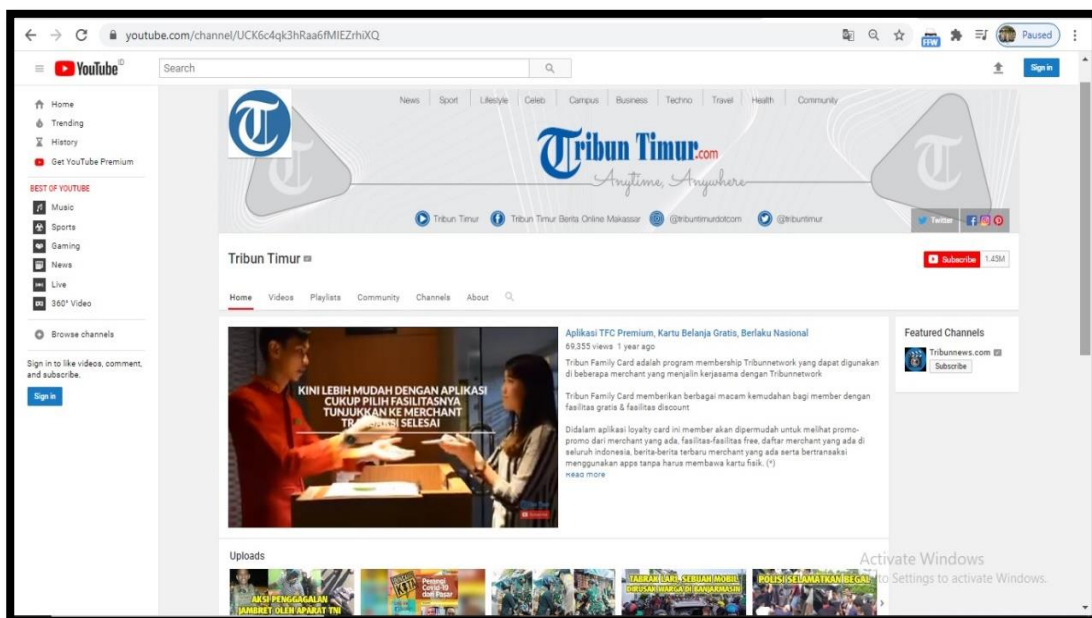 youtube.com/channel/UCK6c4qk3hRaa6fMIEZrhiXQ
FFW
Paused
YouTube ID
Search
Sign in
Home
Trending
History
Get YouTube Premium
BEST OF YOUTUBE
Music
Sports
Gaming
News
Live
360° Video
Browse channels
Sign in to like videos, comment,
and subscribe.
Sign in
News Sport Lifestyle Celeb Campus Business Techno Travel Health Community
Tribun Timur.com
Anytime, Anywhere
Tribun Timur Tribun Timur Berita Online Makassar @tribuntimurdotcom @tribuntimur
Twitter
Tribun Timur
Subscribe 1.43M
Home Videos Playlists Community Channels About
KINI LEBIH MUDAH DENGAN APLIKASI
CUKUP PILIH FASILITASNYA
TUNJUKKAN KE MERCHANT
TRANSAKSI SELESAI
Aplikasi TFC Premium, Kartu Belanja Gratis, Berlaku Nasional
69,355 views 1 year ago
Tribun Family Card adalah program membership Tribunnetwork yang dapat digunakan
di beberapa merchant yang menjalin kerjasama dengan Tribunnetwork
Tribun Family Card memberikan berbagai macam kemudahan bagi member dengan
fasilitas gratis & fasilitas discount
Didalam aplikasi loyalty card ini member akan dipermudah untuk melihat promo-
promo dari merchant yang ada, fasilitas-fasilitas free, daftar merchant yang ada di
seluruh indonesia, berita-berita terbaru merchant yang ada serta bertransaksi
menggunakan apps tanpa harus membawa kartu fisik. (*)
Read more
Featured Channels
Tribunnews.com
Subscribe
Uploads
AKSI PENGGAGALAN
JAMBRET OLEH APARAT TNI
Covid-19
dan Pasar
TABRAK LARI, SEBUAH MOBIL
DIRUSAK WARGA DI BANJARMASIN
POLISI SELAMATKAN BEGAL
Activate Windows
to Settings to activate Windows.